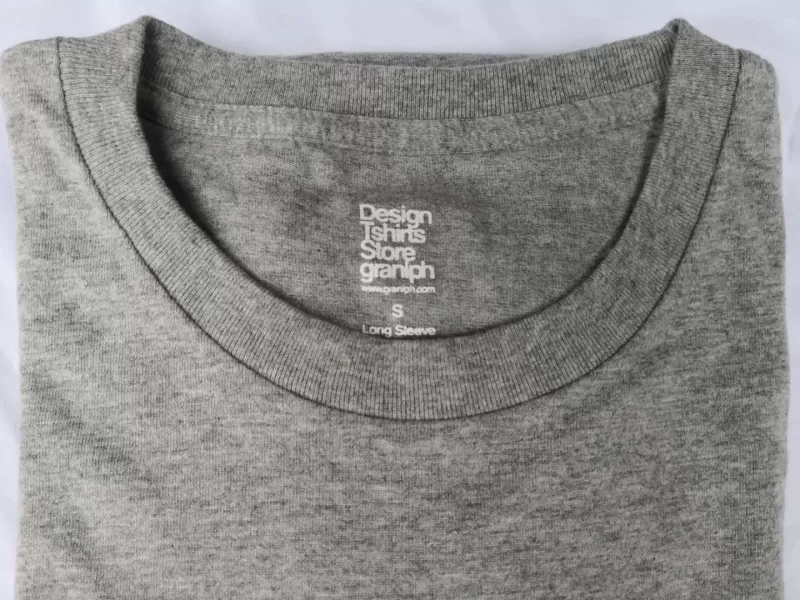 Design
Tshirts
Store
graniph
www.graniph.com
S
Long Sleeve